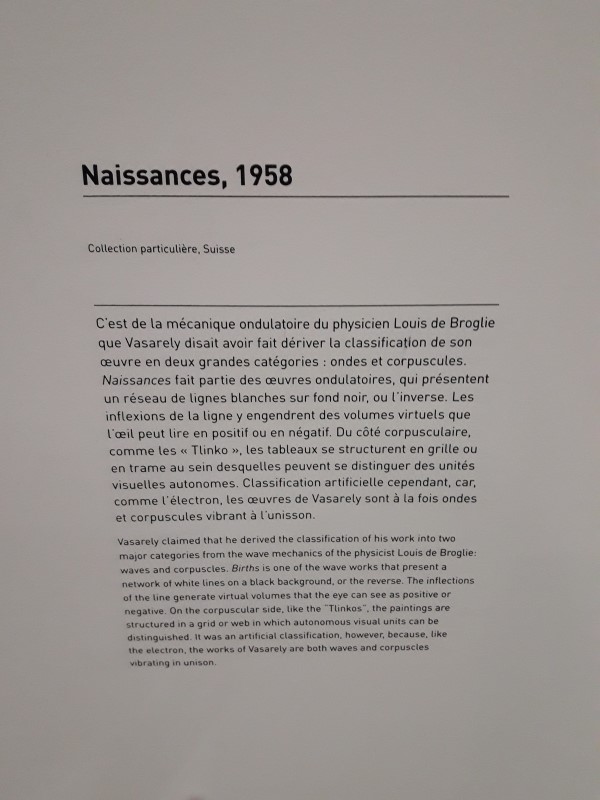 Naissances, 1958
Collection particulière, Suisse
C'est de la mécanique ondulatoire du physicien Louis de Broglie
que Vasarely disait avoir fait dériver la classification de son
œuvre en deux grandes catégories : ondes et corpuscules.
Naissances fait partie des œuvres ondulatoires, qui présentent
un réseau de lignes blanches sur fond noir, ou l'inverse. Les
inflexions de la ligne y engendrent des volumes virtuels que
l'œil peut lire en positif ou en négatif. Du côté corpusculaire,
comme les « Tlinko », les tableaux se structurent en grille ou
en trame au sein desquelles peuvent se distinguer des unités
visuelles autonomes. Classification artificielle cependant, car,
comme l'électron, les œuvres de Vasarely sont à la fois ondes
et corpuscules vibrant à l'unisson.
Vasarely claimed that he derived the classification of his work into two
major categories from the wave mechanics of the physicist Louis de Broglie:
waves and corpuscles. Births is one of the wave works that present a
network of white lines on a black background, or the reverse. The inflections
of the line generate virtual volumes that the eye can see as positive or
negative. On the corpuscular side, like the "Tlinkos", the paintings are
structured in a grid or web in which autonomous visual units can be
distinguished. It was an artificial classification, however, because, like
the electron, the works of Vasarely are both waves and corpuscles
vibrating in unison.